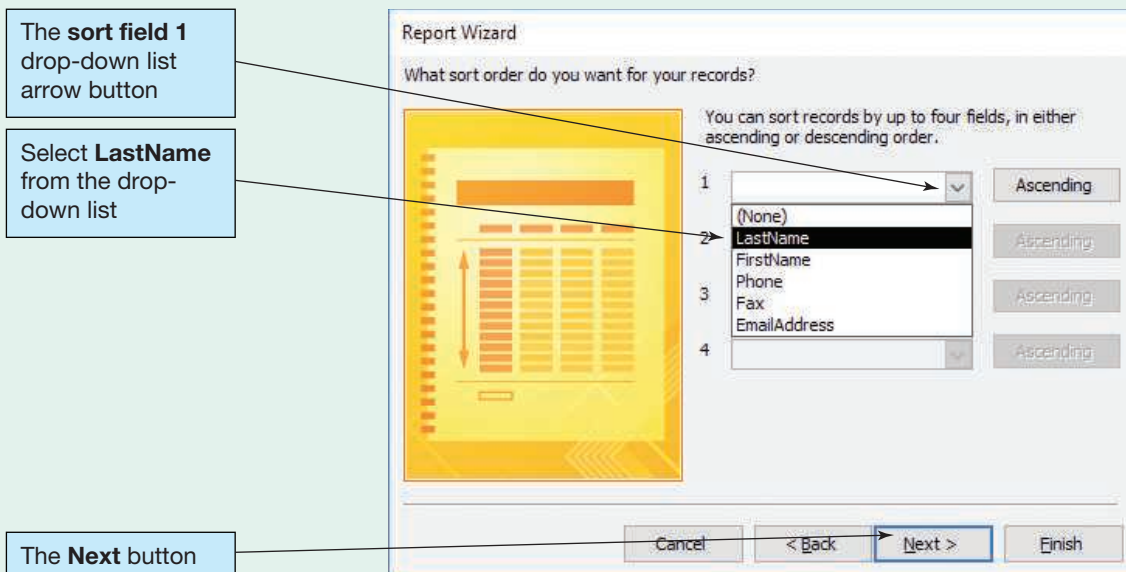 The sort field 1
drop-down list
arrow button
Select LastName
from the drop-
down list
The Next button
Report Wizard
What sort order do you want for your records?
You can sort records by up to four fields, in either
ascending or descending order.
1 Ascending
(None)
2 LastName Ascending
FirstName
Phone
3 Ascending
Fax
EmailAddress
4 Ascending
Cancel < Back Next > Finish